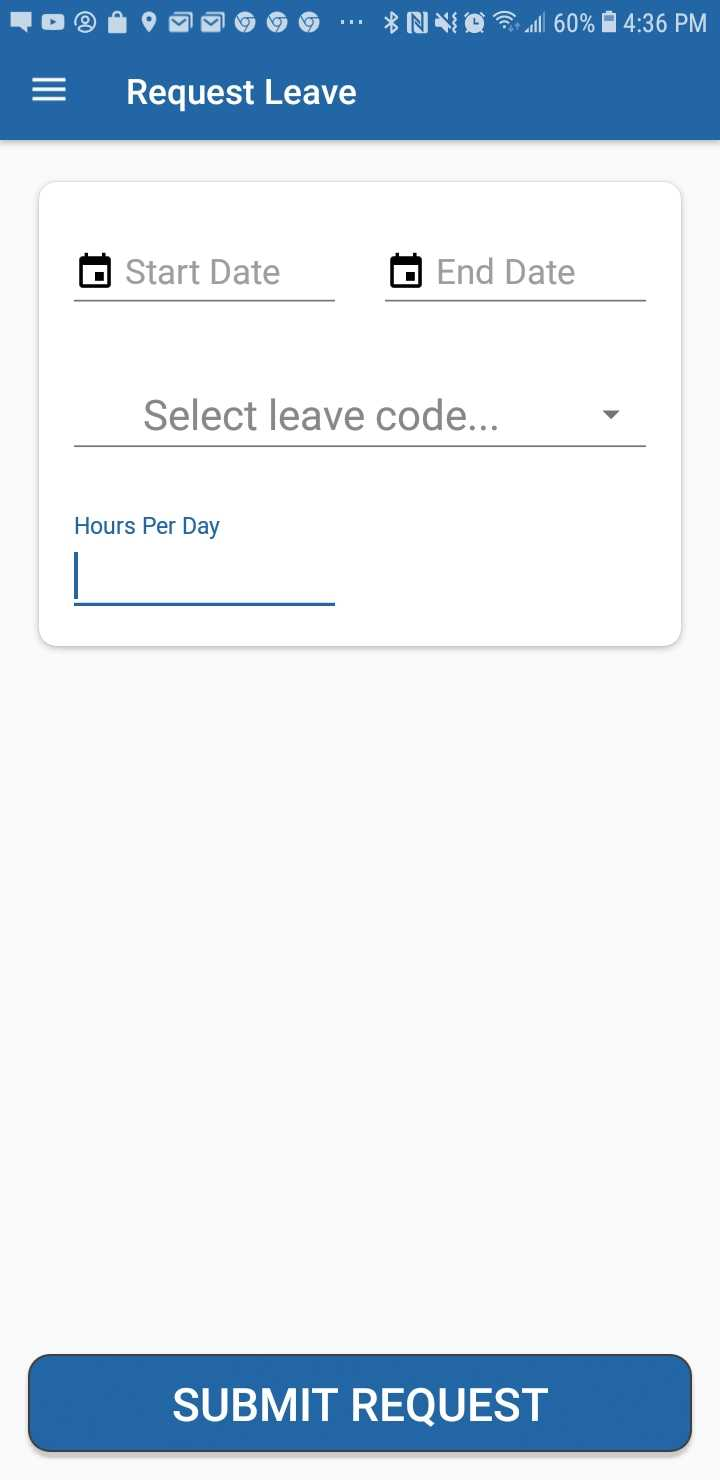 60% 4:36 PM
Request Leave
Start Date End Date
Select leave code...
Hours Per Day
SUBMIT REQUEST